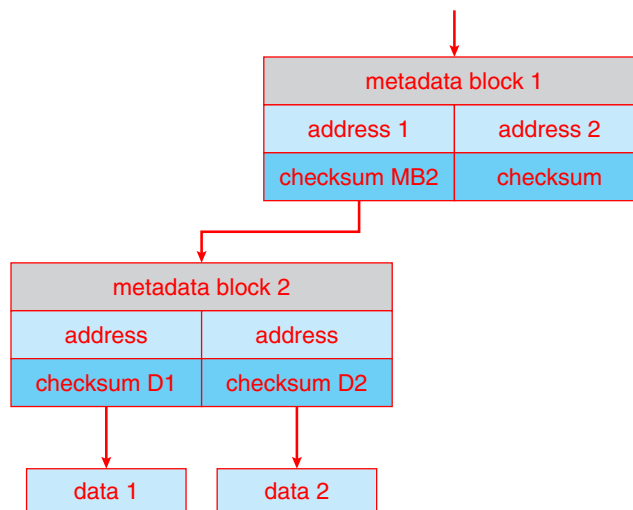 metadata block 1
address 1 address 2
checksum MB2 checksum
metadata block 2
address address
checksum D1 checksum D2
data 1 data 2